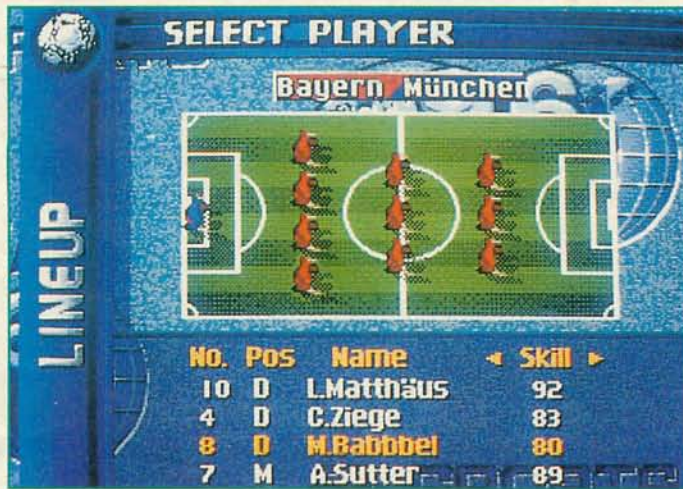 SELECT PLAYER
Bayern München
LINEUP
No. Pos Name ◄ Skill ►
10 D L.Matthäus 92
4 D C.Ziege 83
8 D M.Babbbel 80
7 M A.Sutter 89